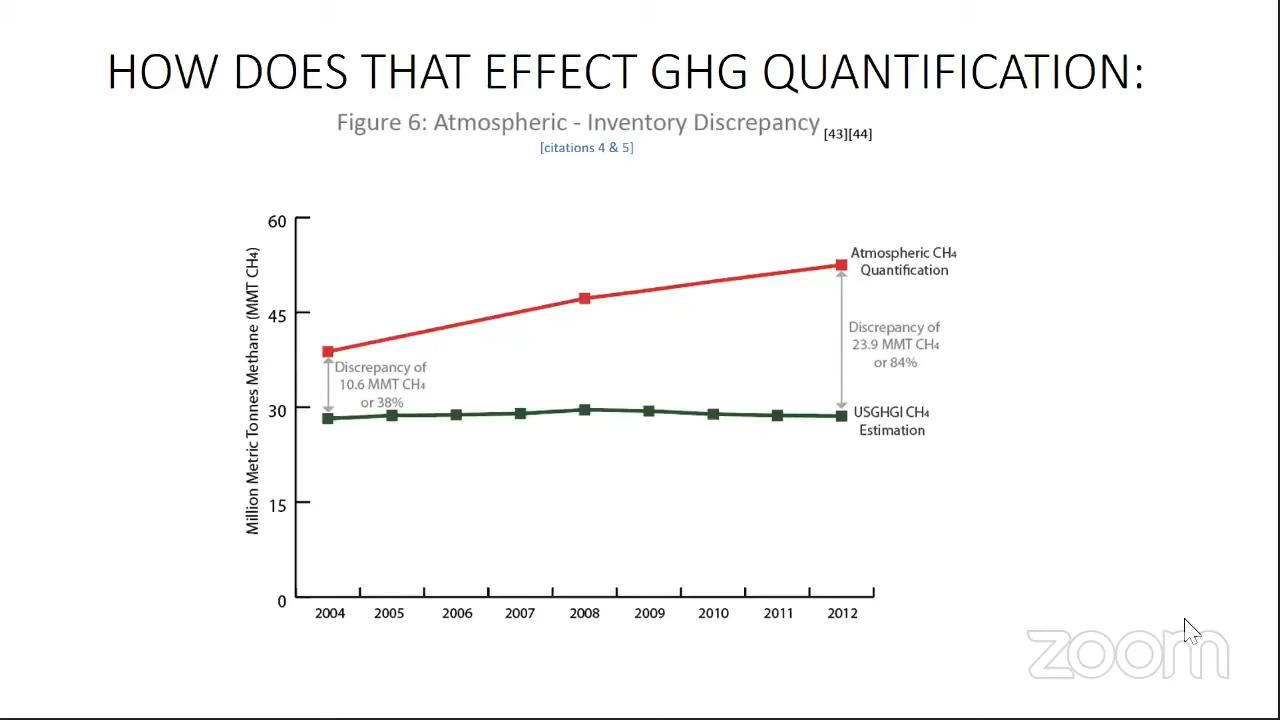 HOW DOES THAT EFFECT GHG QUANTIFICATION:
Figure 6: Atmospheric - Inventory Discrepancy [43][44]
[citations 4 & 5]
Million Metric Tonnes Methane (MMT CH₄)
60
45
30
15
0
Atmospheric CH₄
Quantification
Discrepancy of
23.9 MMT CH₄
or 84%
Discrepancy of
10.6 MMT CH₄
or 38%
USGHGI CH₄
Estimation
2004 2005 2006 2007 2008 2009 2010 2011 2012
zoom